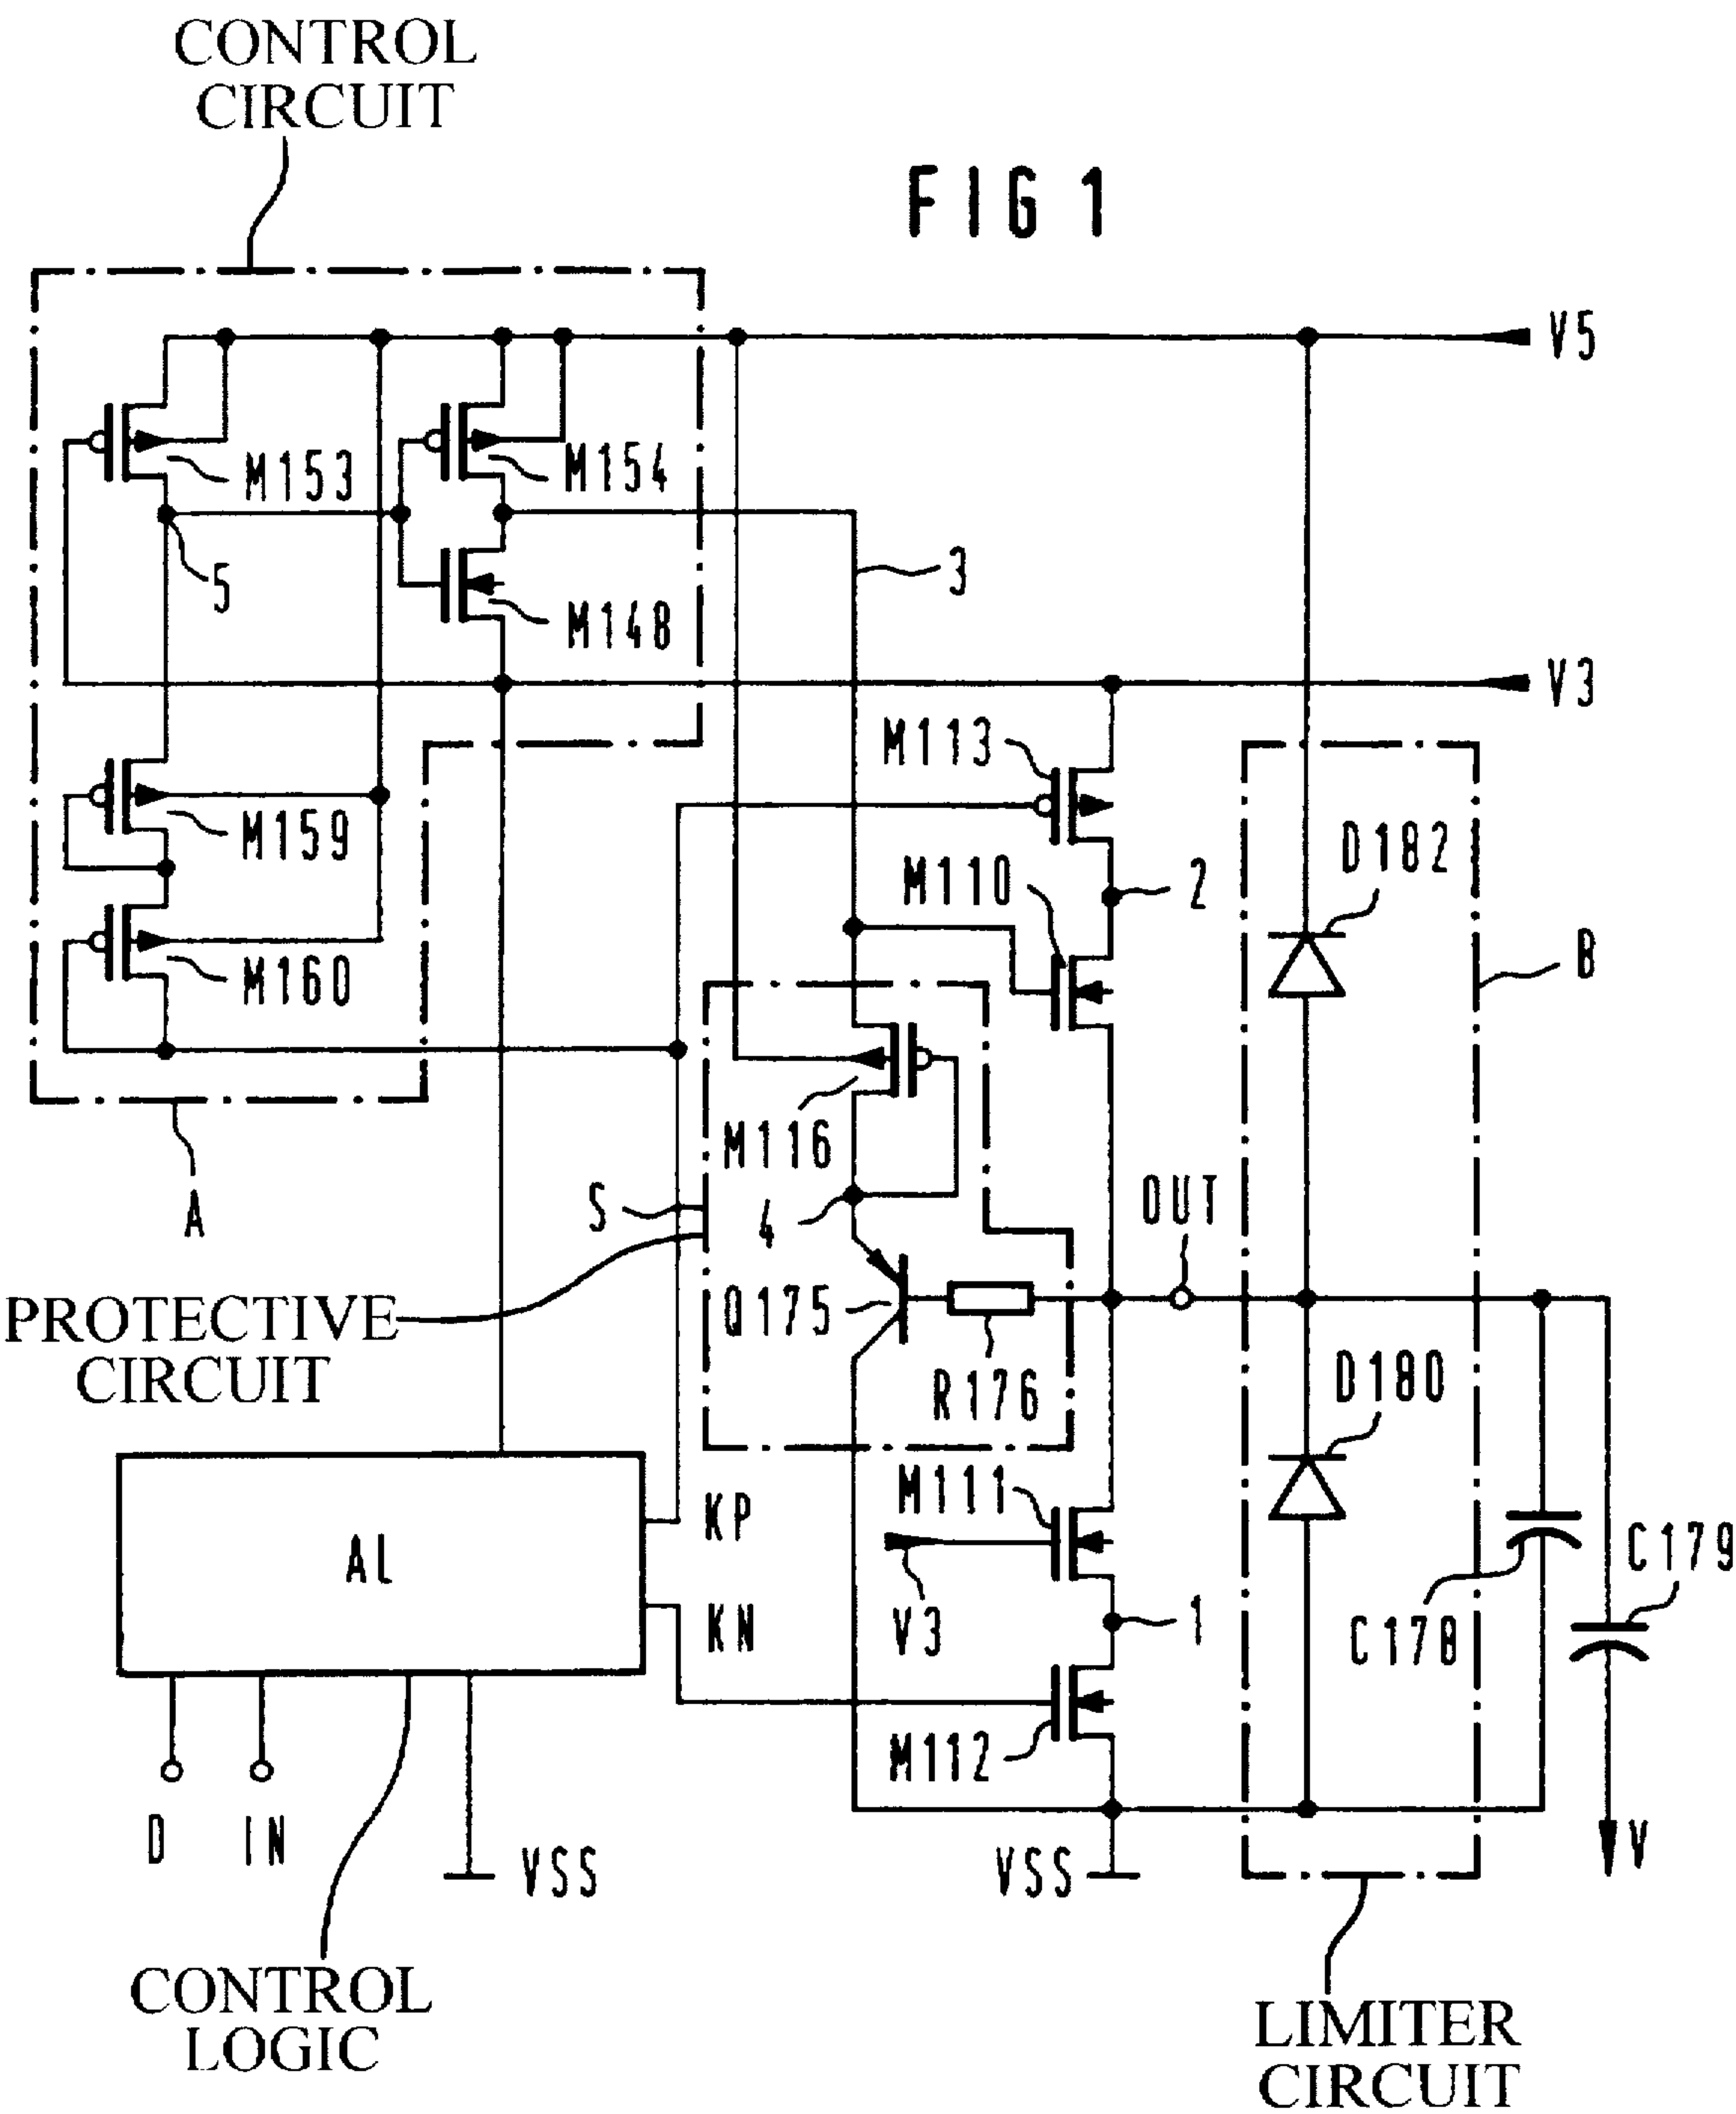 CONTROL
CIRCUIT
FIG 1
V5
M153
M154
5
3
M148
V3
M113
D182
M159
M110
2
B
M160
M116
S
4
OUT
A
PROTECTIVE
CIRCUIT
Q175
D180
R176
M111
KP
AL
C179
KN
V3
1
C178
M112
D
IN
VSS
VSS
V
CONTROL
LOGIC
LIMITER
CIRCUIT